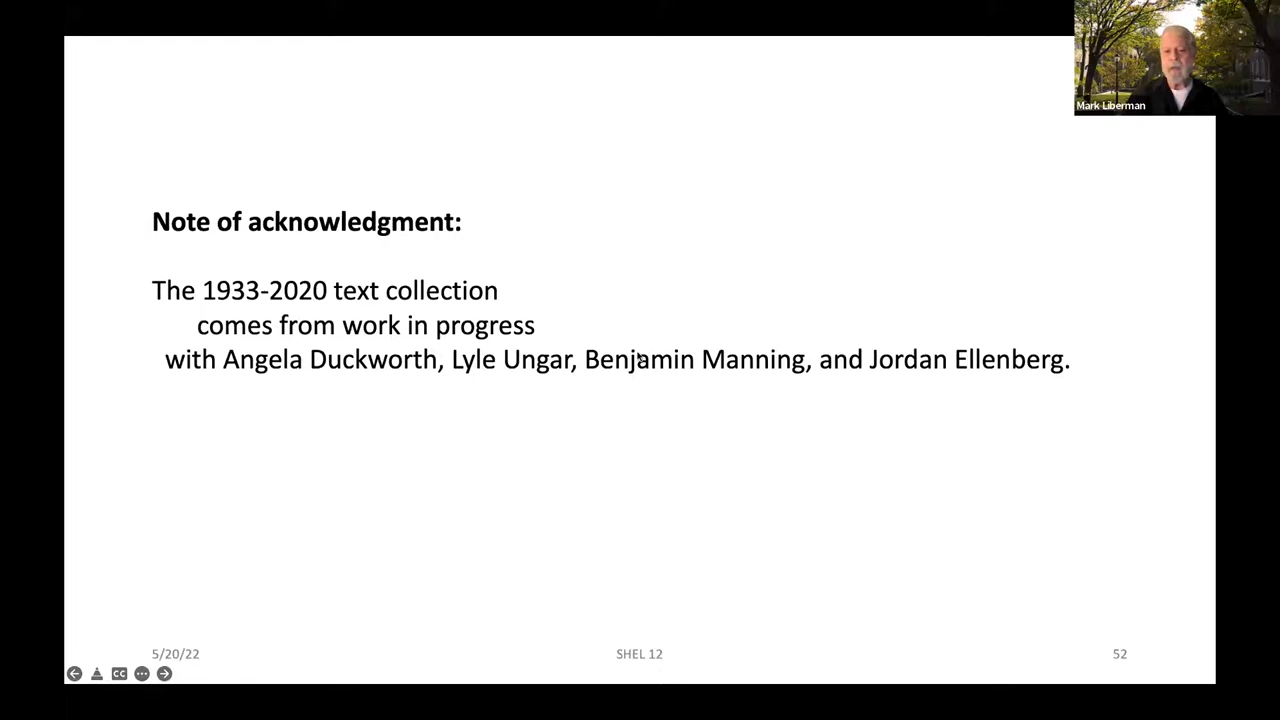 Mark Liberman
Note of acknowledgment:
The 1933-2020 text collection
comes from work in progress
with Angela Duckworth, Lyle Ungar, Benjamin Manning, and Jordan Ellenberg.
5/20/22
SHEL 12
52
CC